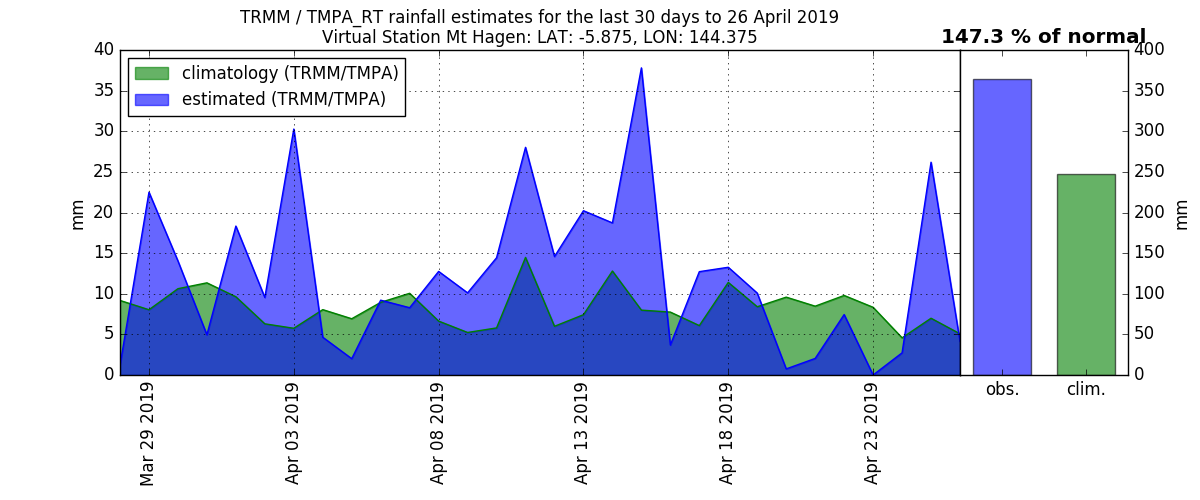 TRMM / TMPA_RT rainfall estimates for the last 30 days to 26 April 2019
Virtual Station Mt Hagen: LAT: -5.875, LON: 144.375
147.3 % of normal
climatology (TRMM/TMPA)
estimated (TRMM/TMPA)
40
35
30
25
20
15
10
5
0
mm
Mar 29 2019
Apr 03 2019
Apr 08 2019
Apr 13 2019
Apr 18 2019
Apr 23 2019
400
350
300
250
200
150
100
50
0
mm
obs.
clim.